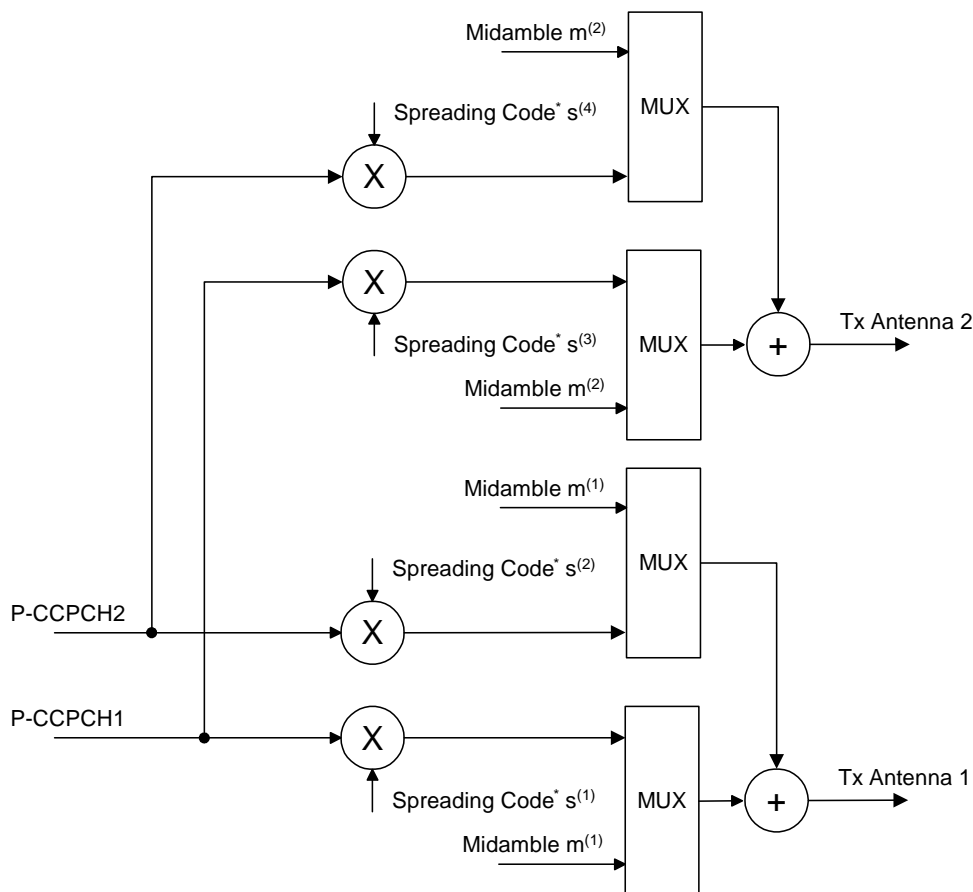 Midamble m(2)
MUX
Spreading Code* s(4)
X
X
Tx Antenna 2
Spreading Code* s(3)
MUX
+
Midamble m(2)
Midamble m(1)
MUX
Spreading Code* s(2)
P-CCPCH2
X
P-CCPCH1
X
Tx Antenna 1
Spreading Code* s(1)
MUX
+
Midamble m(1)